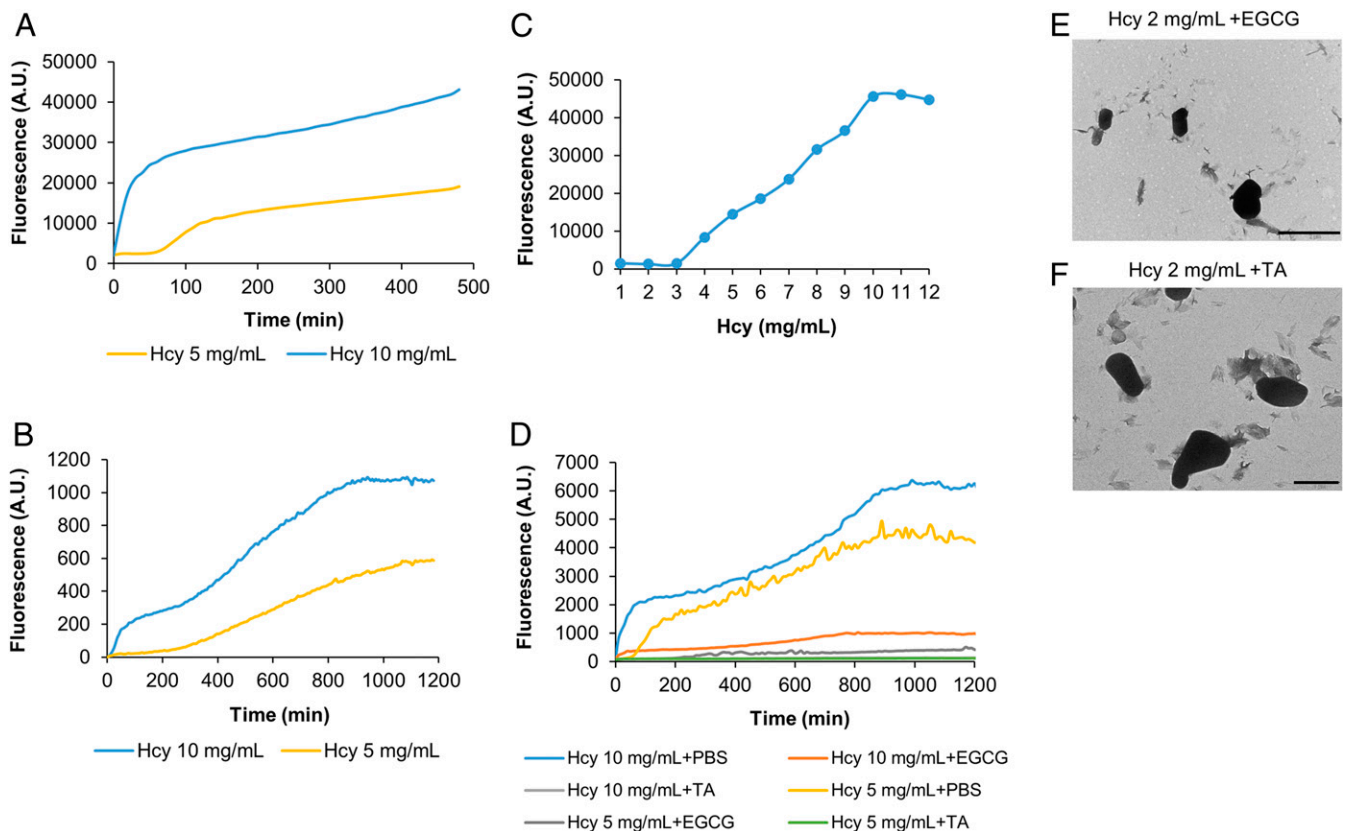 A
50000
40000
30000
20000
10000
0
Fluorescence (A.U.)
0 100 200 300 400 500
Time (min)
Hcy 5 mg/mL Hcy 10 mg/mL
B
1200
1000
800
600
400
200
0
Fluorescence (A.U.)
0 200 400 600 800 1000 1200
Time (min)
Hcy 10 mg/mL Hcy 5 mg/mL
C
50000
40000
30000
20000
10000
0
Fluorescence (A.U.)
1 2 3 4 5 6 7 8 9 10 11 12
Hcy (mg/mL)
D
7000
6000
5000
4000
3000
2000
1000
0
Fluorescence (A.U.)
0 200 400 600 800 1000 1200
Time (min)
Hcy 10 mg/mL+PBS Hcy 10 mg/mL+EGCG
Hcy 10 mg/mL+TA Hcy 5 mg/mL+PBS
Hcy 5 mg/mL+EGCG Hcy 5 mg/mL+TA
E
Hcy 2 mg/mL +EGCG
F
Hcy 2 mg/mL +TA